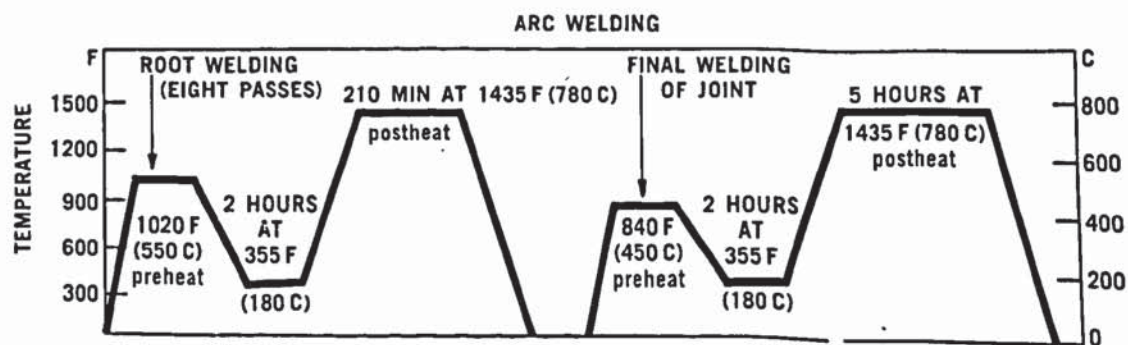 ARC WELDING
F
C
TEMPERATURE
1500
1200
900
600
300
800
600
400
200
0
ROOT WELDING
(EIGHT PASSES)
1020 F
(550 C)
preheat
2 HOURS
AT
355 F
(180 C)
210 MIN AT 1435 F (780 C)
postheat
FINAL WELDING
OF JOINT
840 F
(450 C)
preheat
2 HOURS
AT
355 F
(180 C)
5 HOURS AT
1435 F (780 C)
postheat